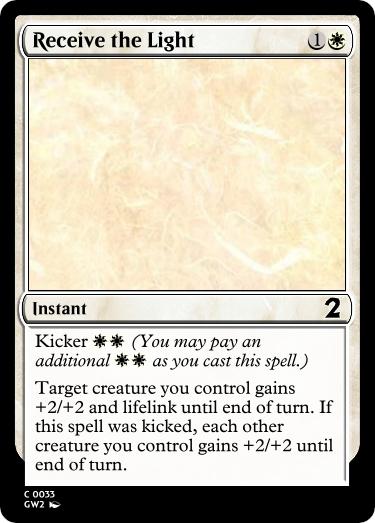 Receive the Light 1
Instant 2
Kicker (You may pay an
additional as you cast this spell.)
Target creature you control gains
+2/+2 and lifelink until end of turn. If
this spell was kicked, each other
creature you control gains +2/+2 until
end of turn.
C 0033
GW2